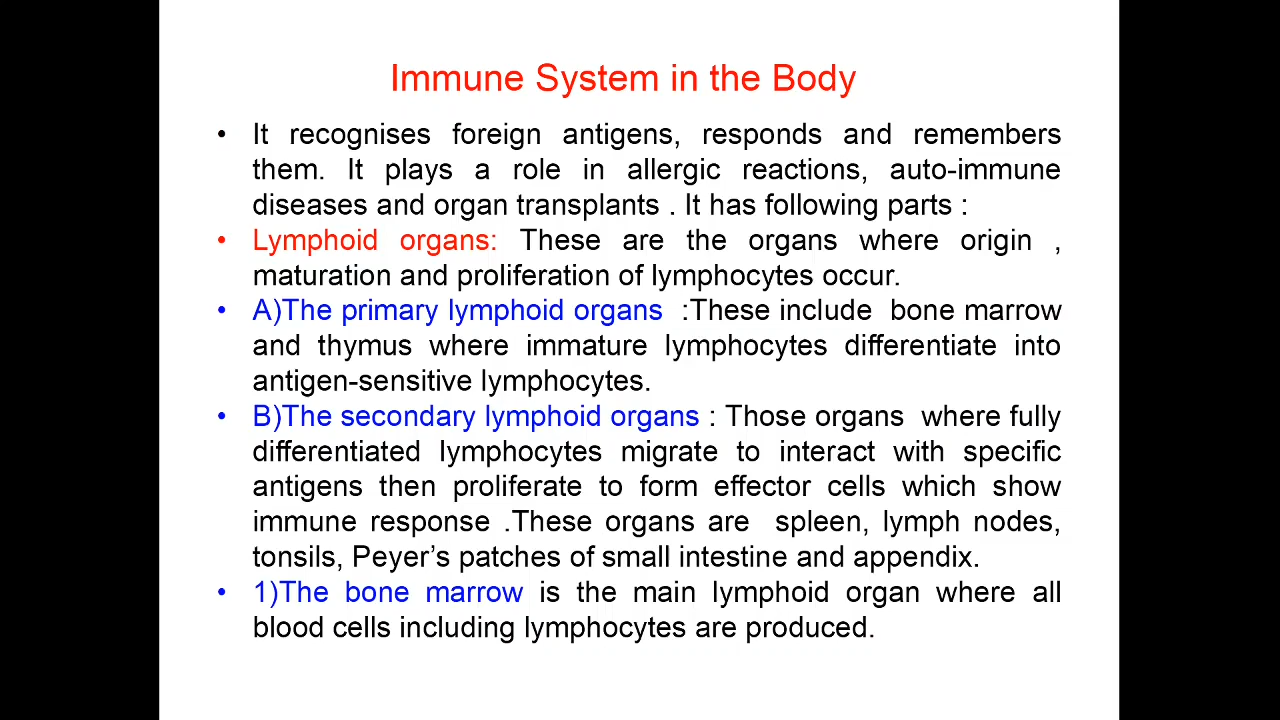 Immune System in the Body
• It recognises foreign antigens, responds and remembers
them. It plays a role in allergic reactions, auto-immune
diseases and organ transplants . It has following parts :
• Lymphoid organs: These are the organs where origin ,
maturation and proliferation of lymphocytes occur.
• A)The primary lymphoid organs :These include bone marrow
and thymus where immature lymphocytes differentiate into
antigen-sensitive lymphocytes.
• B)The secondary lymphoid organs : Those organs where fully
differentiated lymphocytes migrate to interact with specific
antigens then proliferate to form effector cells which show
immune response .These organs are spleen, lymph nodes,
tonsils, Peyer’s patches of small intestine and appendix.
• 1)The bone marrow is the main lymphoid organ where all
blood cells including lymphocytes are produced.